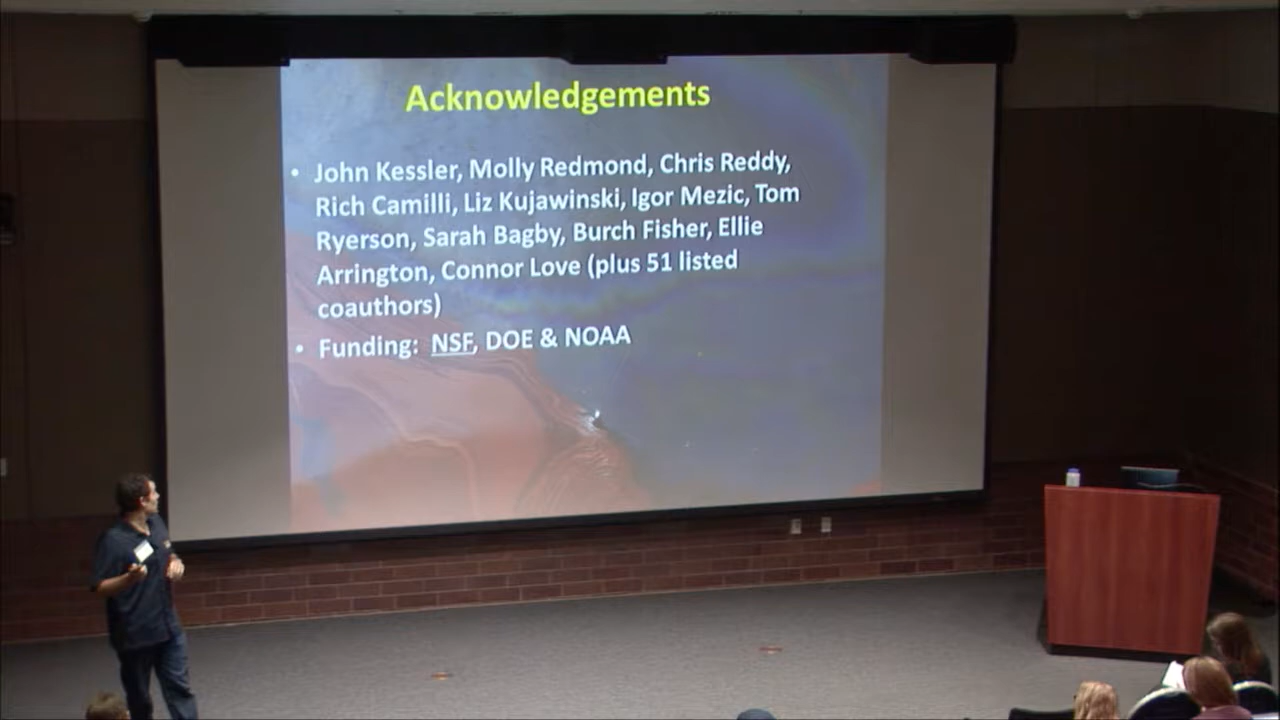 Acknowledgements
• John Kessler, Molly Redmond, Chris Reddy,
Rich Camilli, Liz Kujawinski, Igor Mezic, Tom
Ryerson, Sarah Bagby, Burch Fisher, Ellie
Arrington, Connor Love (plus 51 listed
coauthors)
• Funding: NSF, DOE & NOAA